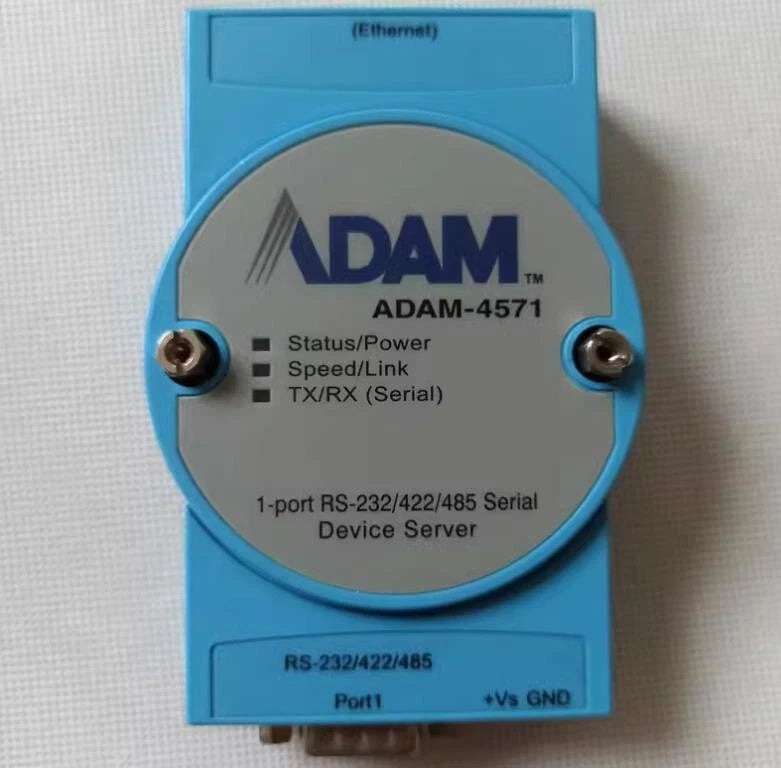 (Ethernet)
ADAM™
ADAM-4571
Status/Power
Speed/Link
TX/RX (Serial)
1-port RS-232/422/485 Serial
Device Server
RS-232/422/485
Port1 +Vs GND